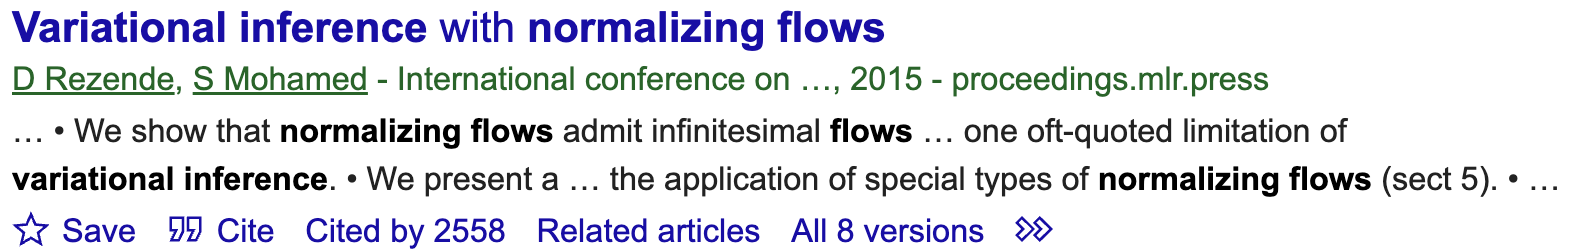 Variational inference with normalizing flows
D Rezende, S Mohamed - International conference on …, 2015 - proceedings.mlr.press
… • We show that normalizing flows admit infinitesimal flows … one oft-quoted limitation of
variational inference. • We present a … the application of special types of normalizing flows (sect 5). • …
Save Cite Cited by 2558 Related articles All 8 versions